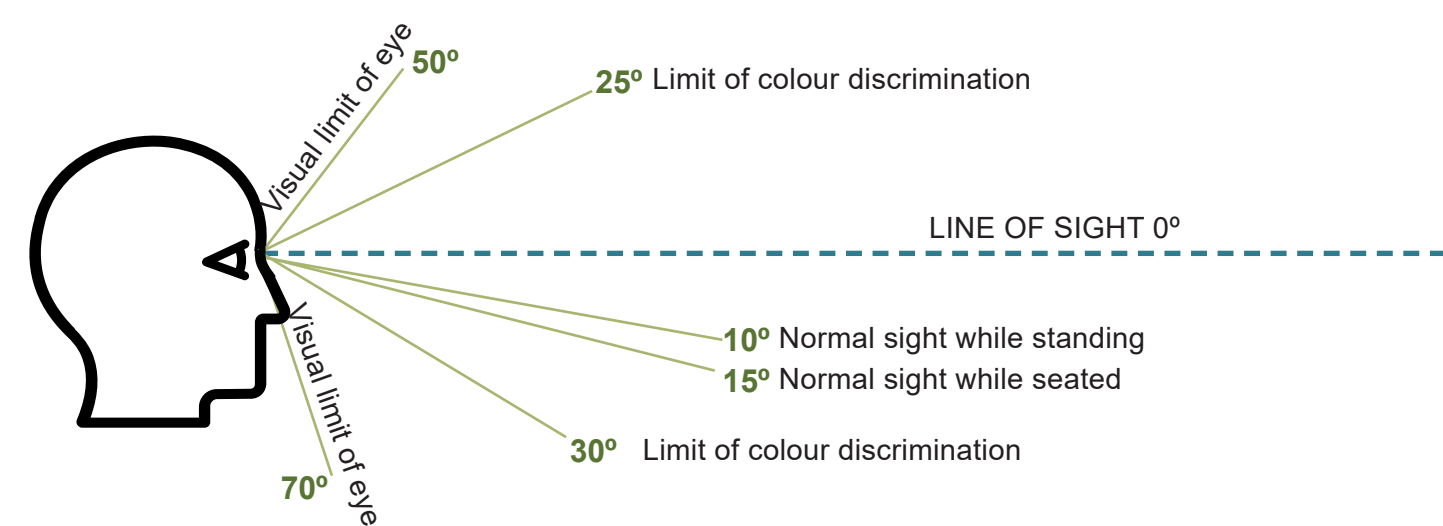 Visual limit of eye
50º
25º Limit of colour discrimination
LINE OF SIGHT 0º
10º Normal sight while standing
15º Normal sight while seated
30º Limit of colour discrimination
Visual limit of eye
70º